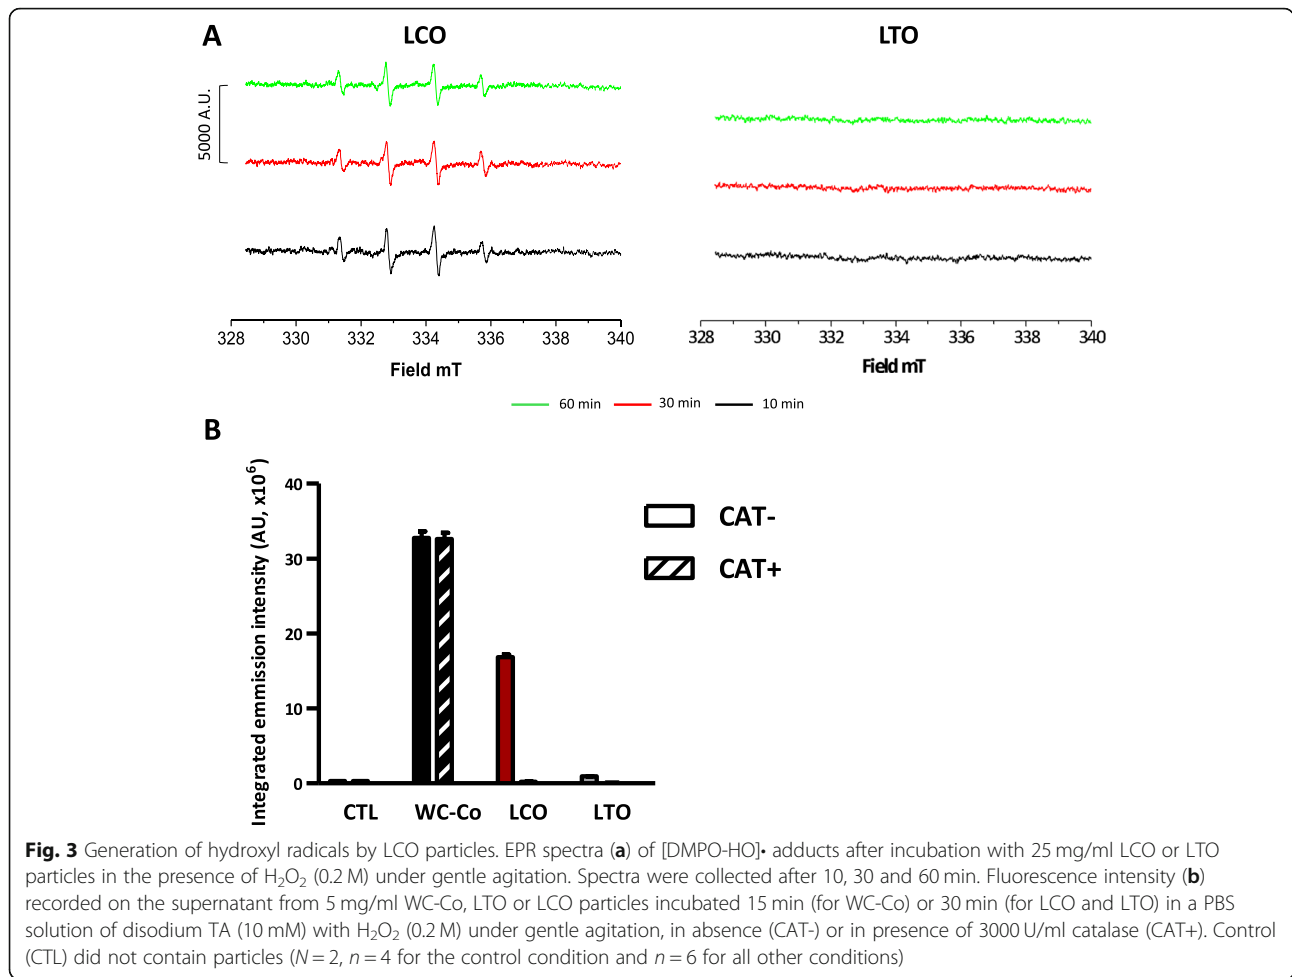 A
LCO
LTO
5000 A.U.
328 330 332 334 336 338 340
Field mT
328 330 332 334 336 338 340
Field mT
60 min 30 min 10 min
B
Integrated emmission intensity (AU, x10⁶)
40
30
20
10
0
CTL WC-Co LCO LTO
CAT-
CAT+
Fig. 3 Generation of hydroxyl radicals by LCO particles. EPR spectra (a) of [DMPO-HO]• adducts after incubation with 25 mg/ml LCO or LTO
particles in the presence of H₂O₂ (0.2 M) under gentle agitation. Spectra were collected after 10, 30 and 60 min. Fluorescence intensity (b)
recorded on the supernatant from 5 mg/ml WC-Co, LTO or LCO particles incubated 15 min (for WC-Co) or 30 min (for LCO and LTO) in a PBS
solution of disodium TA (10 mM) with H₂O₂ (0.2 M) under gentle agitation, in absence (CAT-) or in presence of 3000 U/ml catalase (CAT+). Control
(CTL) did not contain particles (N = 2, n = 4 for the control condition and n = 6 for all other conditions)